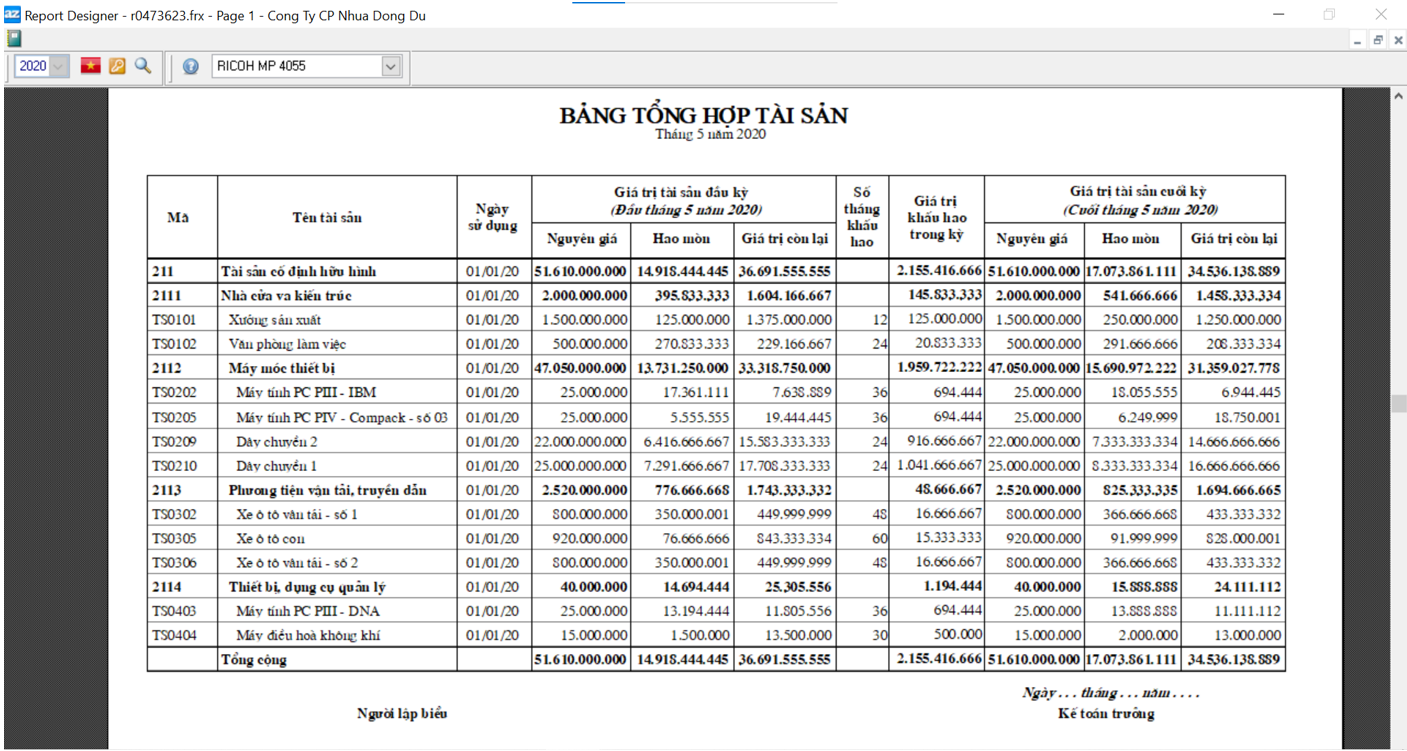 Report Designer - r0473623.frx - Page 1 - Cong Ty CP Nhua Dong Du
2020 RICOH MP 4055
BẢNG TỔNG HỢP TÀI SẢN
Tháng 5 năm 2020
Mã Tên tài sản Ngày sử dụng Giá trị tài sản đầu kỳ (Đầu tháng 5 năm 2020) Số tháng khấu hao Giá trị khấu hao trong kỳ Giá trị tài sản cuối kỳ (Cuối tháng 5 năm 2020)
Nguyên giá Hao mòn Giá trị còn lại Nguyên giá Hao mòn Giá trị còn lại
211 Tài sản cố định hữu hình 01/01/20 51.610.000.000 14.918.444.445 36.691.555.555 2.155.416.666 51.610.000.000 17.073.861.111 34.536.138.889
2111 Nhà cửa va kiến trúc 01/01/20 2.000.000.000 395.833.333 1.604.166.667 145.833.333 2.000.000.000 541.666.666 1.458.333.334
TS0101 Xưởng sản xuất 01/01/20 1.500.000.000 125.000.000 1.375.000.000 12 125.000.000 1.500.000.000 250.000.000 1.250.000.000
TS0102 Văn phòng làm việc 01/01/20 500.000.000 270.833.333 229.166.667 24 20.833.333 500.000.000 291.666.666 208.333.334
2112 Máy móc thiết bị 01/01/20 47.050.000.000 13.731.250.000 33.318.750.000 1.959.722.222 47.050.000.000 15.690.972.222 31.359.027.778
TS0202 Máy tính PC PIII - IBM 01/01/20 25.000.000 17.361.111 7.638.889 36 694.444 25.000.000 18.055.555 6.944.445
TS0205 Máy tính PC PIV - Compack - số 03 01/01/20 25.000.000 5.555.555 19.444.445 36 694.444 25.000.000 6.249.999 18.750.001
TS0209 Dây chuyền 2 01/01/20 22.000.000.000 6.416.666.667 15.583.333.333 24 916.666.667 22.000.000.000 7.333.333.334 14.666.666.666
TS0210 Dây chuyền 1 01/01/20 25.000.000.000 7.291.666.667 17.708.333.333 24 1.041.666.667 25.000.000.000 8.333.333.334 16.666.666.666
2113 Phương tiện vận tải, truyền dẫn 01/01/20 2.520.000.000 776.666.668 1.743.333.332 48.666.667 2.520.000.000 825.333.335 1.694.666.665
TS0302 Xe ô tô vân tải - số 1 01/01/20 800.000.000 350.000.001 449.999.999 48 16.666.667 800.000.000 366.666.668 433.333.332
TS0305 Xe ô tô con 01/01/20 920.000.000 76.666.666 843.333.334 60 15.333.333 920.000.000 91.999.999 828.000.001
TS0306 Xe ô tô vân tải - số 2 01/01/20 800.000.000 350.000.001 449.999.999 48 16.666.667 800.000.000 366.666.668 433.333.332
2114 Thiết bị, dụng cụ quản lý 01/01/20 40.000.000 14.694.444 25.305.556 1.194.444 40.000.000 15.888.888 24.111.112
TS0403 Máy tính PC PIII - DNA 01/01/20 25.000.000 13.194.444 11.805.556 36 694.444 25.000.000 13.888.888 11.111.112
TS0404 Máy điều hoà không khí 01/01/20 15.000.000 1.500.000 13.500.000 30 500.000 15.000.000 2.000.000 13.000.000
Tổng cộng 51.610.000.000 14.918.444.445 36.691.555.555 2.155.416.666 51.610.000.000 17.073.861.111 34.536.138.889
Ngày . . . tháng . . . năm . . . .
Người lập biểu Kế toán trưởng